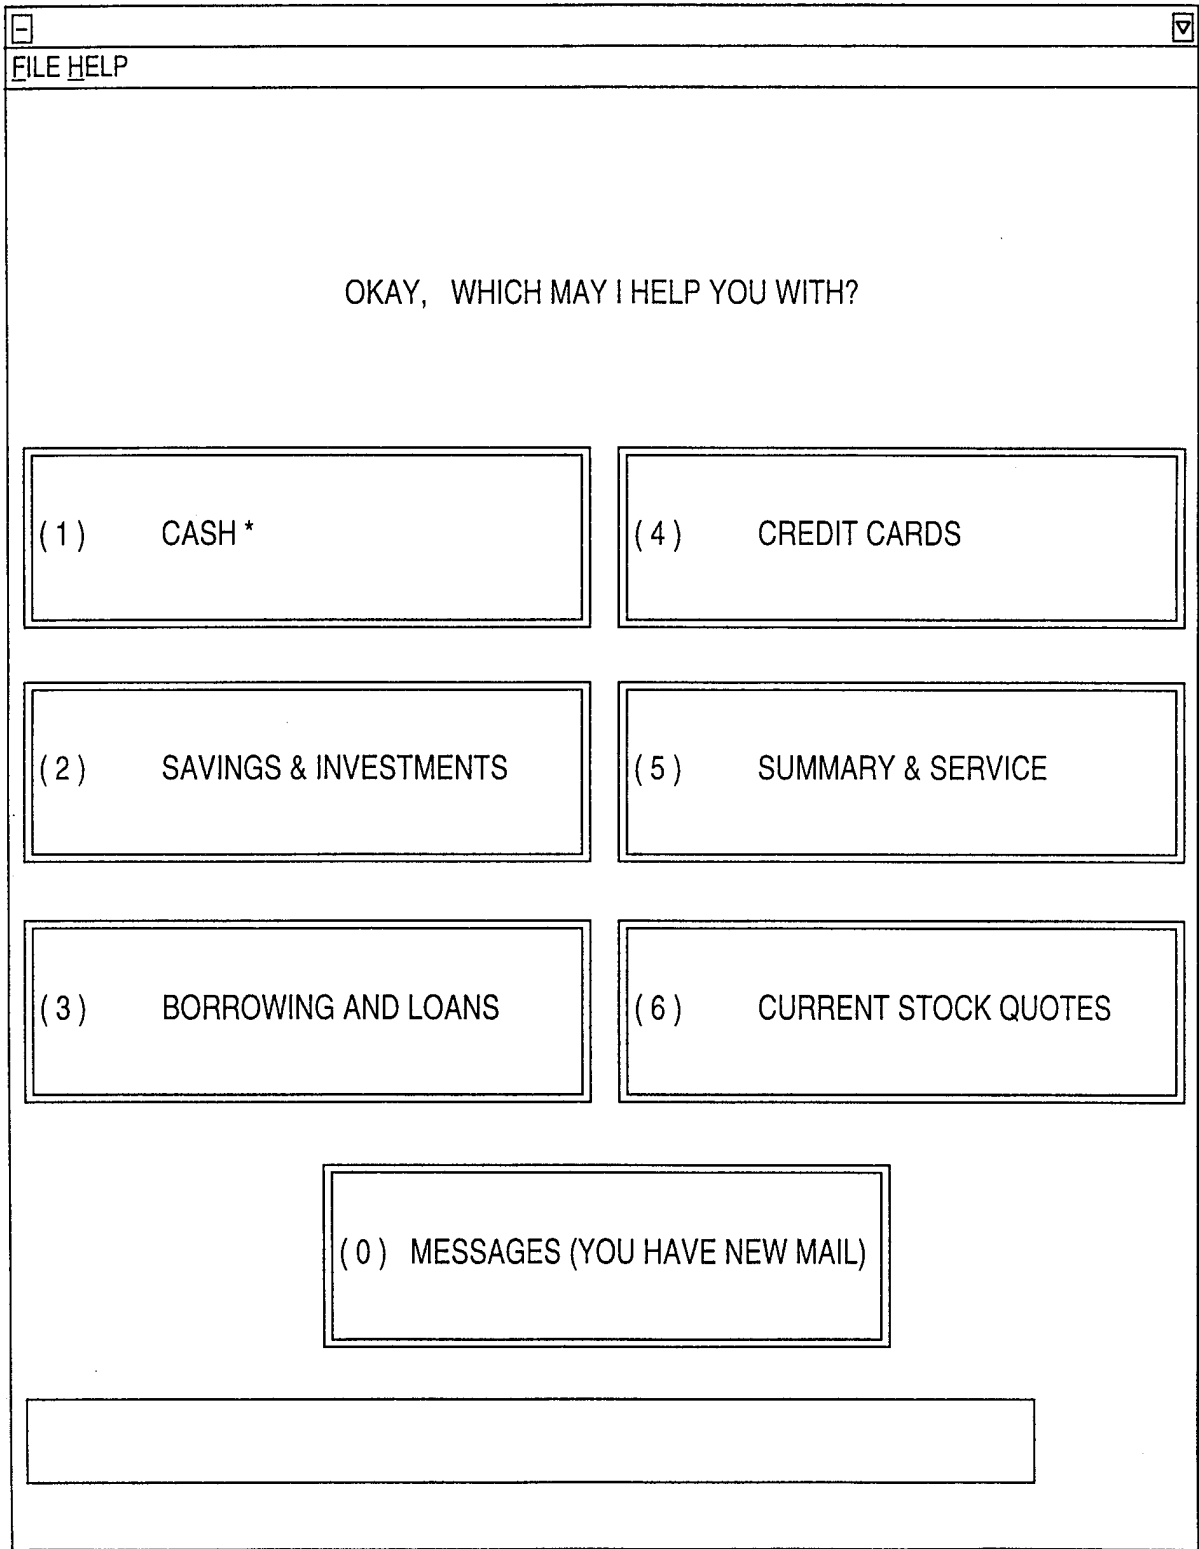 FILE HELP
OKAY, WHICH MAY I HELP YOU WITH?
(1) CASH *
(4) CREDIT CARDS
(2) SAVINGS & INVESTMENTS
(5) SUMMARY & SERVICE
(3) BORROWING AND LOANS
(6) CURRENT STOCK QUOTES
(0) MESSAGES (YOU HAVE NEW MAIL)